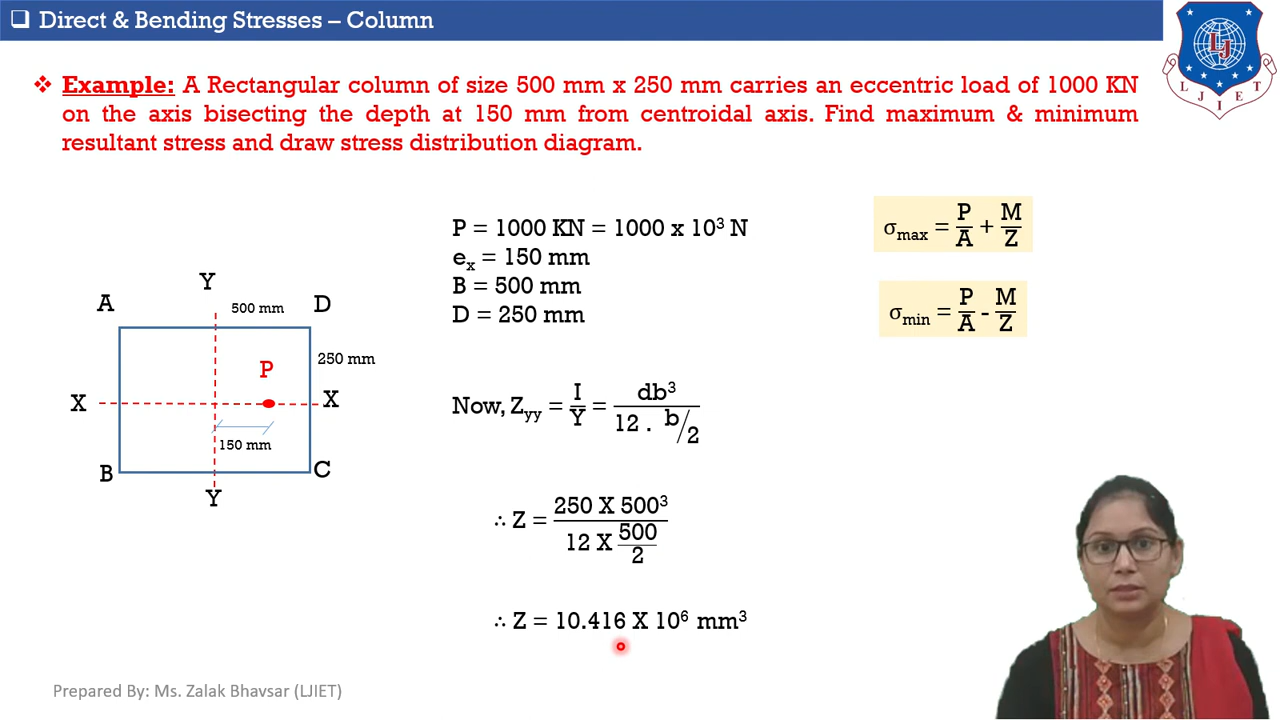 ❑ Direct & Bending Stresses – Column
LJ
L J I E T
❖ Example: A Rectangular column of size 500 mm x 250 mm carries an eccentric load of 1000 KN
on the axis bisecting the depth at 150 mm from centroidal axis. Find maximum & minimum
resultant stress and draw stress distribution diagram.
Y
A
500 mm
D
250 mm
P
X
X
150 mm
B
C
Y
P = 1000 KN = 1000 x 10³ N
eₓ = 150 mm
B = 500 mm
D = 250 mm
Now, Zyy = I/Y = db³ / 12 . b/2
∴ Z = 250 X 500³ / 12 X 500/2
∴ Z = 10.416 X 10⁶ mm³
σmax = P/A + M/Z
σmin = P/A - M/Z
Prepared By: Ms. Zalak Bhavsar (LJIET)